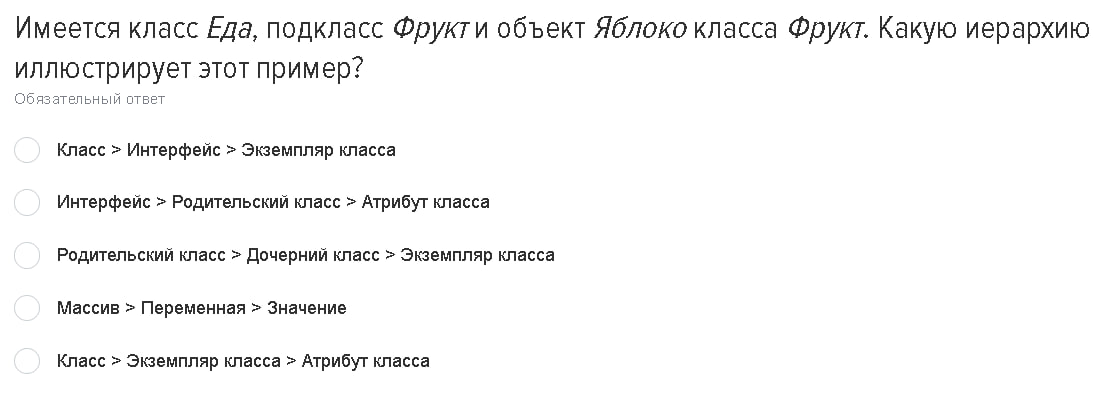 Имеется класс Еда, подкласс Фрукт и объект Яблоко класса Фрукт. Какую иерархию
иллюстрирует этот пример?
Обязательный ответ
Класс > Интерфейс > Экземпляр класса
Интерфейс > Родительский класс > Атрибут класса
Родительский класс > Дочерний класс > Экземпляр класса
Массив > Переменная > Значение
Класс > Экземпляр класса > Атрибут класса